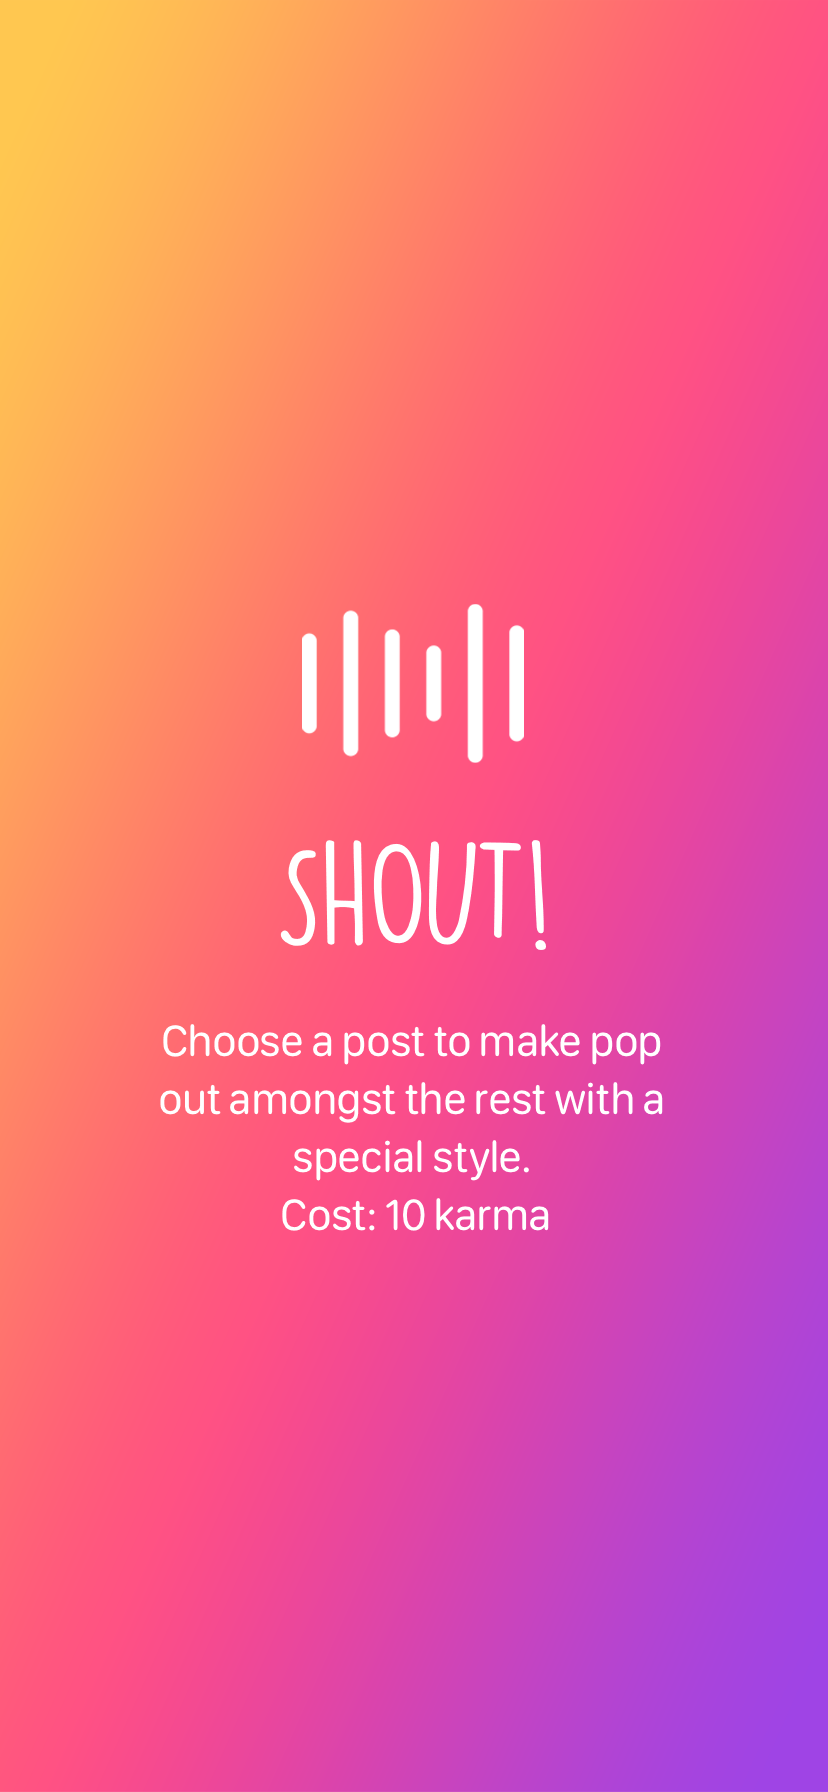 SHOUT!
Choose a post to make pop
out amongst the rest with a
special style.
Cost: 10 karma